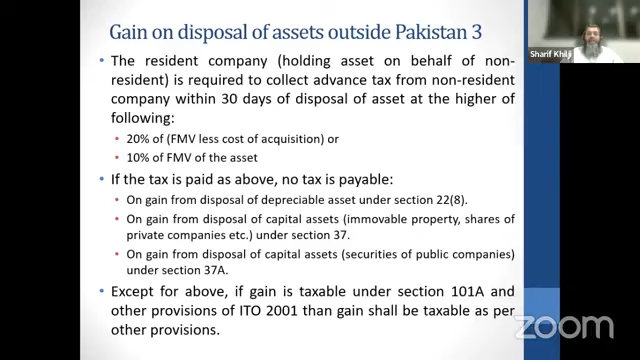 Gain on disposal of assets outside Pakistan 3
Sharif Khilji
• The resident company (holding asset on behalf of non-
resident) is required to collect advance tax from non-resident
company within 30 days of disposal of asset at the higher of
following:
• 20% of (FMV less cost of acquisition) or
• 10% of FMV of the asset
• If the tax is paid as above, no tax is payable:
• On gain from disposal of depreciable asset under section 22(8).
• On gain from disposal of capital assets (immovable property, shares of
private companies etc.) under section 37.
• On gain from disposal of capital assets (securities of public companies)
under section 37A.
• Except for above, if gain is taxable under section 101A and
other provisions of ITO 2001 than gain shall be taxable as per
other provisions.
zoom